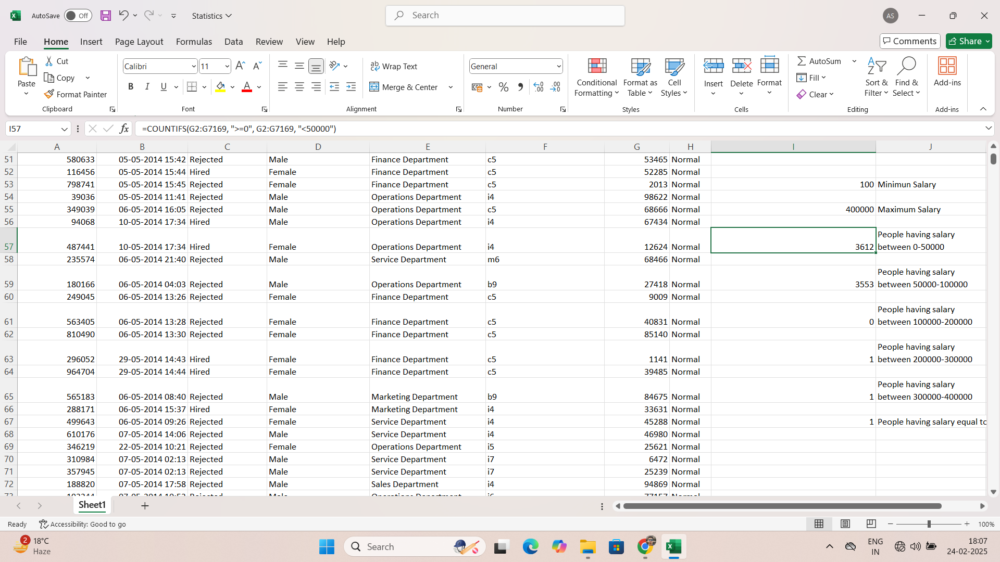 AutoSave Off Statistics Search AS
File Home Insert Page Layout Formulas Data Review View Help Comments Share
Paste Cut Copy Format Painter Clipboard
Calibri 11 A A B I U A Font
ab Wrap Text Merge & Center Alignment
General % Number
Conditional Formatting Format as Table Cell Styles Styles
Insert Delete Format Cells
AutoSum Fill Clear Sort & Filter Find & Select Editing
Add-ins Add-ins
I57 fx =COUNTIFS(G2:G7169, ">=0", G2:G7169, "<50000")
A B C D E F G H I J
51 580633 05-05-2014 15:42 Rejected Male Finance Department c5 53465 Normal
52 116456 05-05-2014 15:44 Hired Female Finance Department c5 52285 Normal
53 798741 05-05-2014 15:45 Rejected Female Finance Department c5 2013 Normal 100 Minimun Salary
54 39036 05-05-2014 11:41 Rejected Male Operations Department i4 98622 Normal
55 349039 06-05-2014 16:05 Rejected Male Operations Department c5 68666 Normal 400000 Maximum Salary
56 94068 10-05-2014 17:34 Hired Male Operations Department i4 67434 Normal
People having salary
57 487441 10-05-2014 17:34 Hired Female Operations Department i4 12624 Normal 3612 between 0-50000
58 235574 06-05-2014 21:40 Rejected Male Service Department m6 68466 Normal
People having salary
59 180166 06-05-2014 04:03 Rejected Male Operations Department b9 27418 Normal 3553 between 50000-100000
60 249045 06-05-2014 13:26 Rejected Female Finance Department c5 9009 Normal
People having salary
61 563405 06-05-2014 13:28 Rejected Female Finance Department c5 40831 Normal 0 between 100000-200000
62 810490 06-05-2014 13:30 Rejected Female Finance Department c5 85140 Normal
People having salary
63 296052 29-05-2014 14:43 Hired Female Finance Department c5 1141 Normal 1 between 200000-300000
64 964704 29-05-2014 14:44 Hired Female Finance Department c5 39485 Normal
People having salary
65 565183 06-05-2014 08:40 Rejected Male Marketing Department b9 84675 Normal 1 between 300000-400000
66 288171 06-05-2014 15:37 Hired Female Marketing Department i4 33631 Normal
67 499643 06-05-2014 09:26 Rejected Female Service Department i4 45288 Normal 1 People having salary equal to
68 610176 07-05-2014 14:06 Rejected Male Service Department i4 46980 Normal
69 346219 22-05-2014 10:21 Rejected Female Operations Department i5 25621 Normal
70 310984 07-05-2014 02:13 Rejected Male Service Department i7 6472 Normal
71 357945 07-05-2014 02:13 Rejected Male Service Department i7 25239 Normal
72 188820 07-05-2014 17:58 Rejected Male Sales Department i4 94869 Normal
Sheet1
Ready Accessibility: Good to go 100%
2 18°C Haze Search ENG IN 18:07 24-02-2025